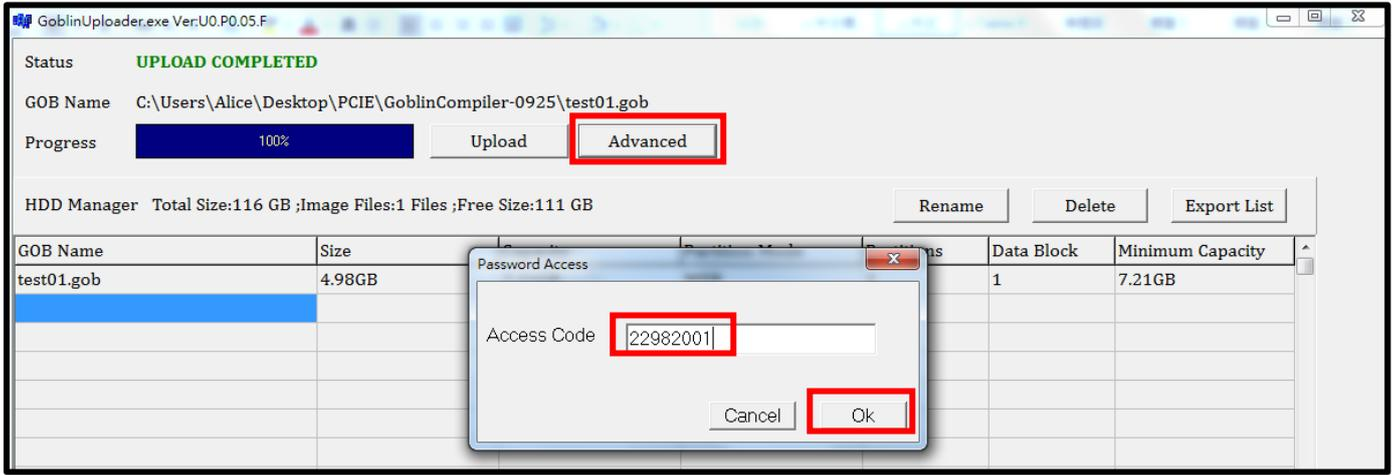 GoblinUploader.exe Ver:U0.P0.05.F
Status UPLOAD COMPLETED
GOB Name C:\Users\Alice\Desktop\PCIE\GoblinCompiler-0925\test01.gob
Progress 100% Upload Advanced
HDD Manager Total Size:116 GB ;Image Files:1 Files ;Free Size:111 GB Rename Delete Export List
GOB Name Size Data Block Minimum Capacity
test01.gob 4.98GB 1 7.21GB
Password Access
Access Code 22982001
Cancel Ok